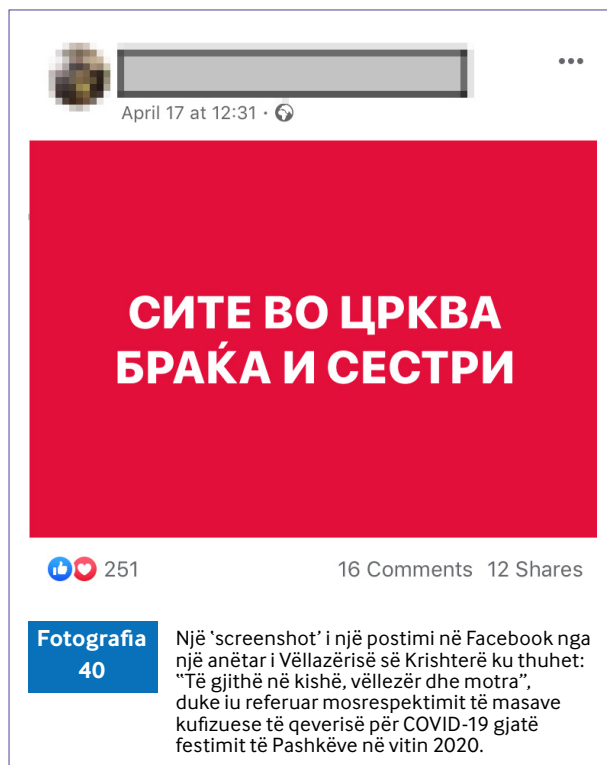 April 17 at 12:31 ·
СИТЕ ВО ЦРКВА
БРАЌА И СЕСТРИ
251
16 Comments 12 Shares
Fotografia
40
Një ‘screenshot’ i një postimi në Facebook nga
një anëtar i Vëllazërisë së Krishterë ku thuhet:
“Të gjithë në kishë, vëllezër dhe motra”,
duke iu referuar mosrespektimit të masave
kufizuese të qeverisë për COVID-19 gjatë
festimit të Pashkëve në vitin 2020.